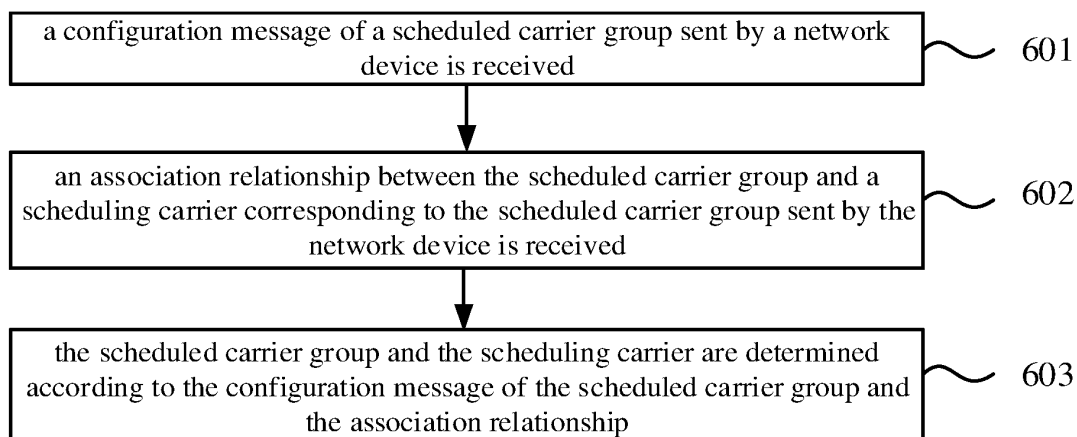 a configuration message of a scheduled carrier group sent by a network
device is received
601
an association relationship between the scheduled carrier group and a
scheduling carrier corresponding to the scheduled carrier group sent by the
network device is received
602
the scheduled carrier group and the scheduling carrier are determined
according to the configuration message of the scheduled carrier group and
the association relationship
603